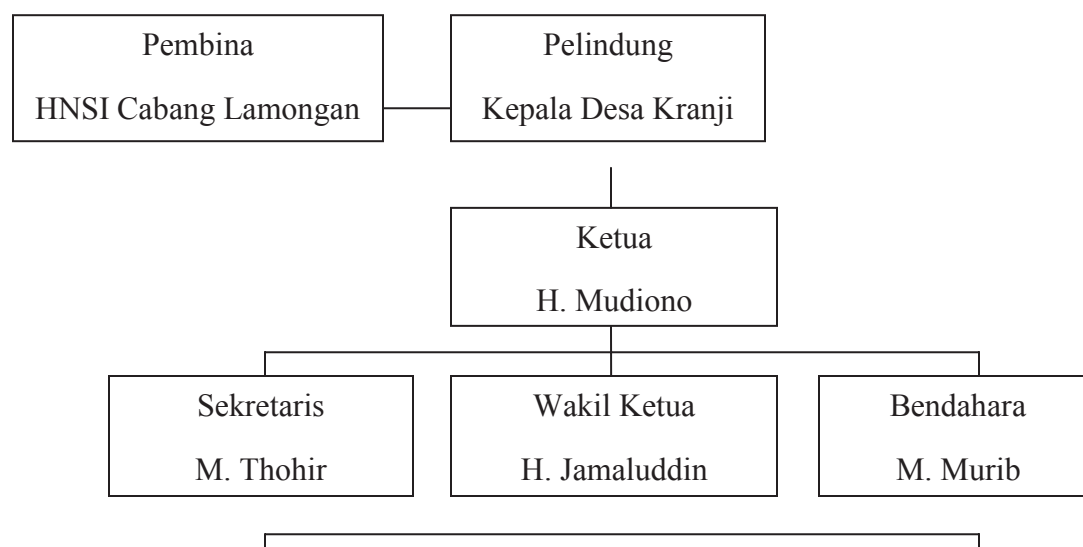 Pembina
HNSI Cabang Lamongan
Pelindung
Kepala Desa Kranji
Ketua
H. Mudiono
Sekretaris
M. Thohir
Wakil Ketua
H. Jamaluddin
Bendahara
M. Murib